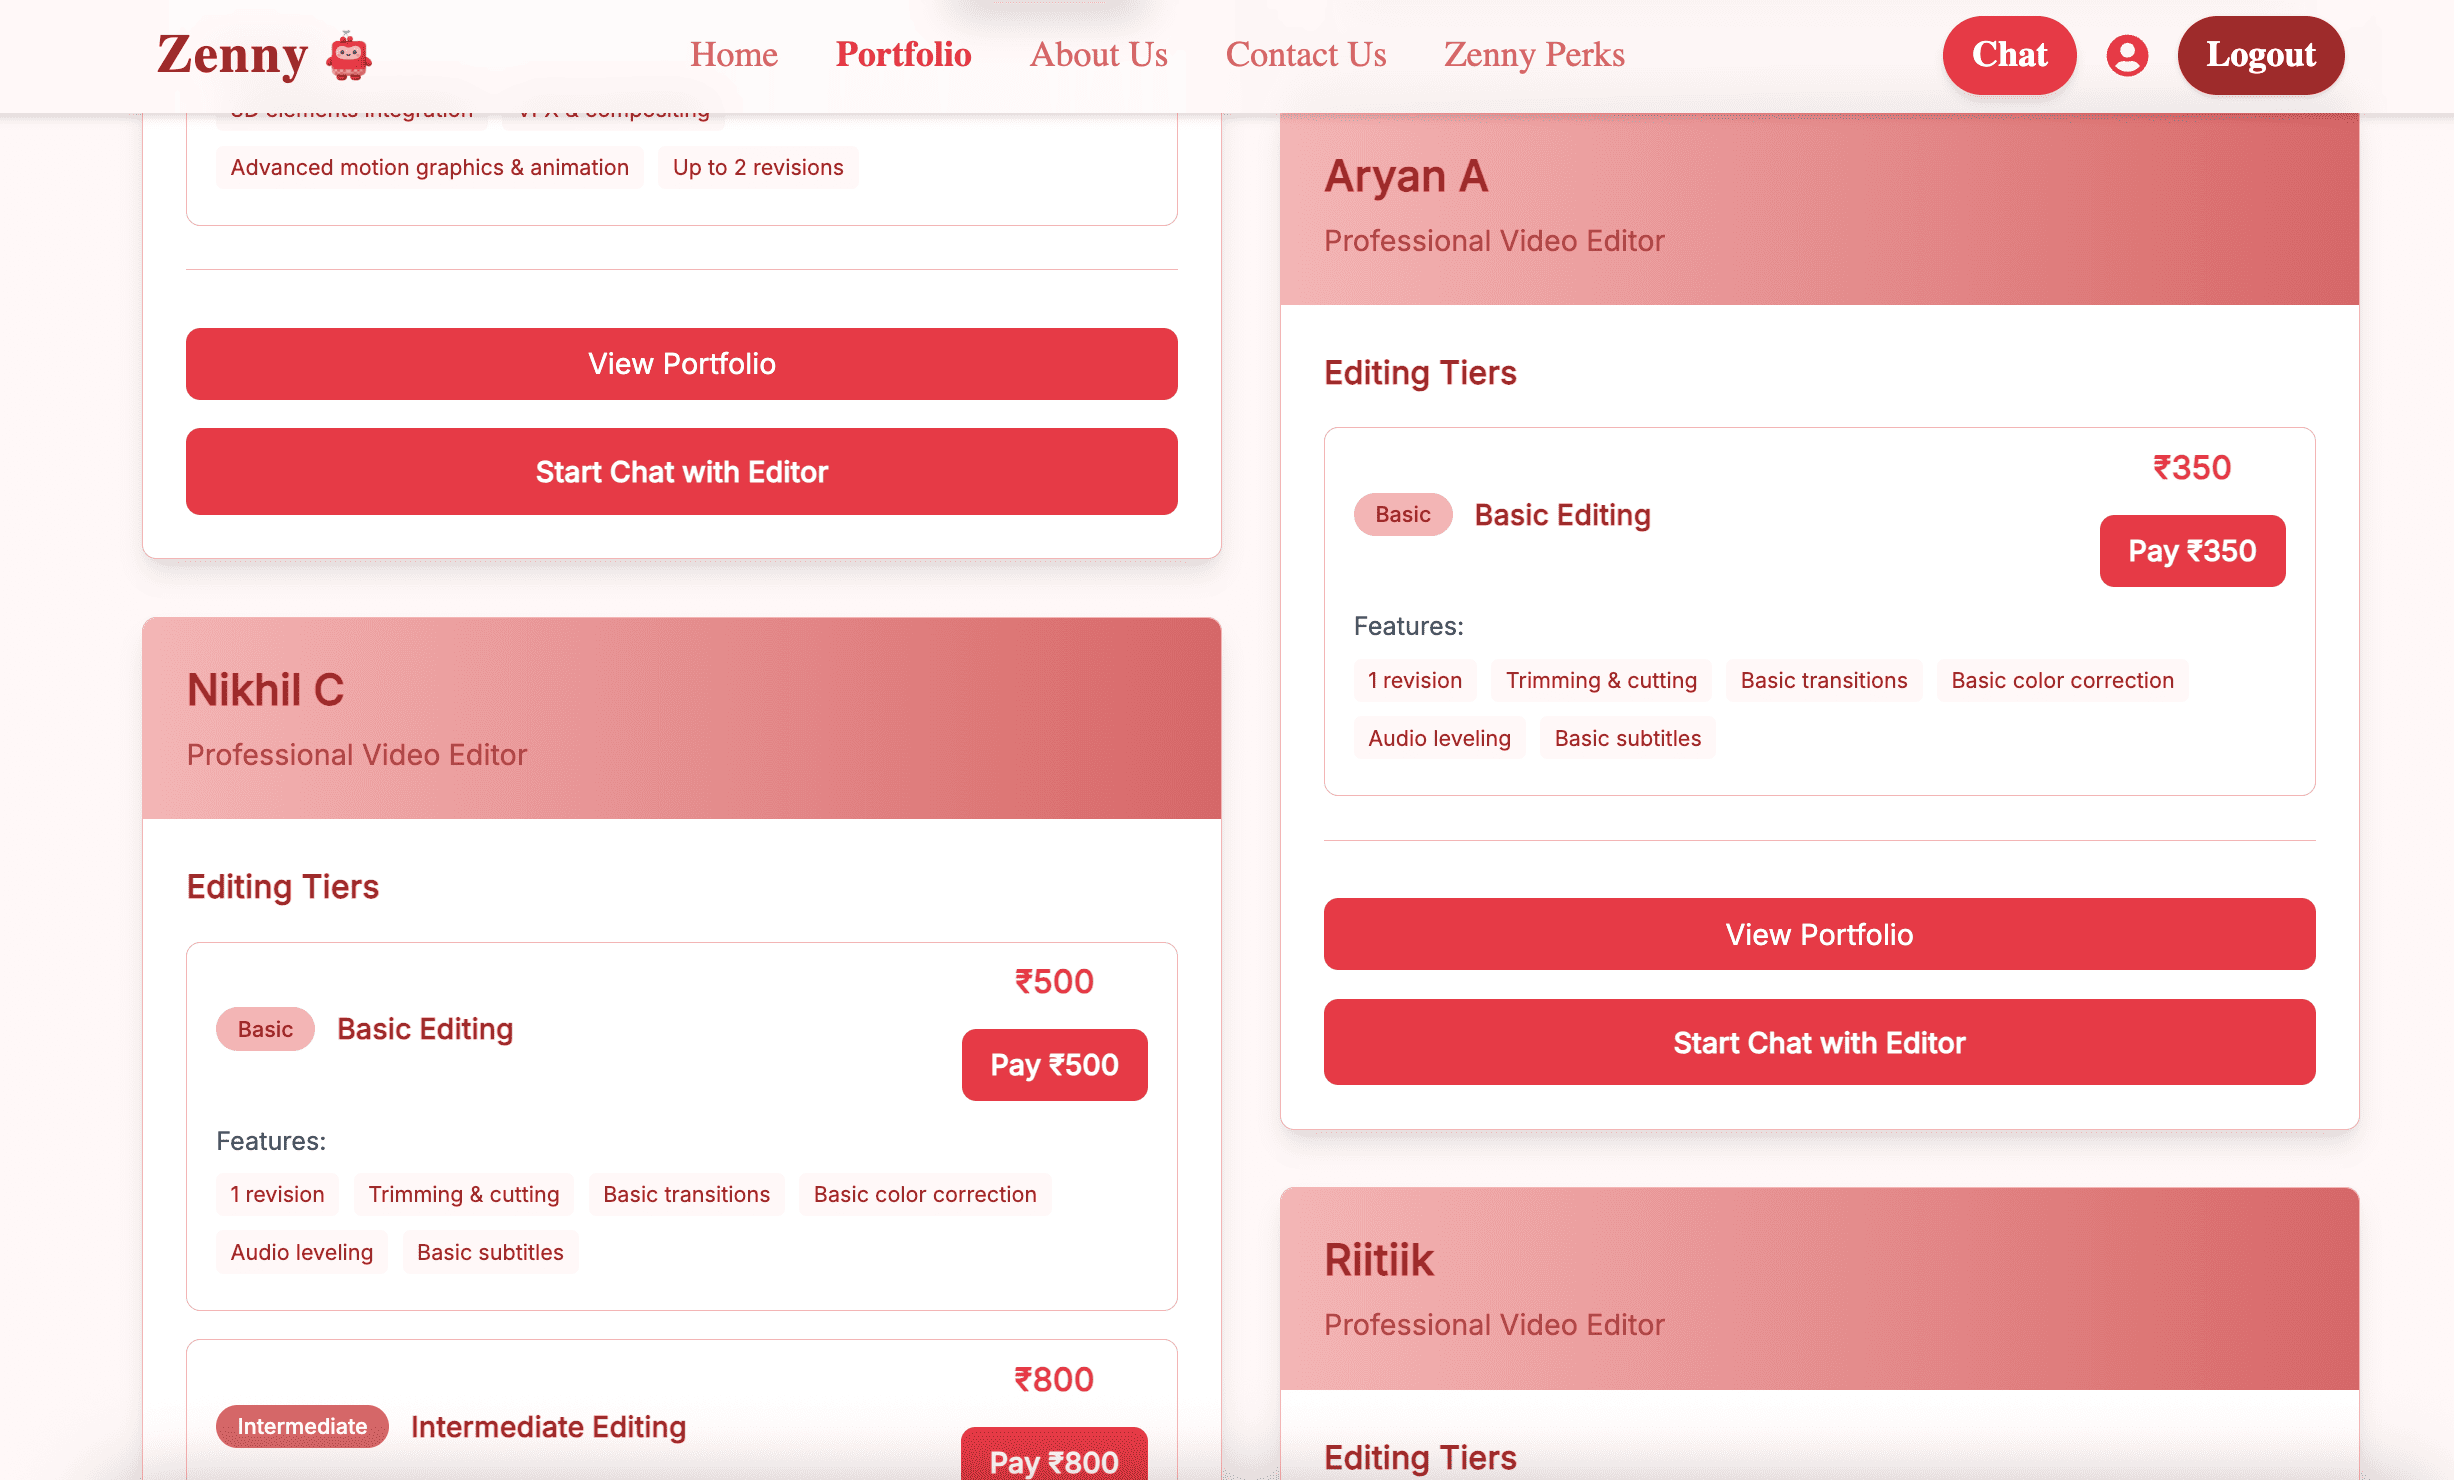 Zenny
Home Portfolio About Us Contact Us Zenny Perks
Chat Logout
3D elements integration VFX & compositing
Advanced motion graphics & animation Up to 2 revisions
View Portfolio
Start Chat with Editor
Nikhil C
Professional Video Editor
Editing Tiers
₹500
Basic Basic Editing
Pay ₹500
Features:
1 revision Trimming & cutting Basic transitions Basic color correction
Audio leveling Basic subtitles
₹800
Intermediate Intermediate Editing
Pay ₹800
Aryan A
Professional Video Editor
Editing Tiers
₹350
Basic Basic Editing
Pay ₹350
Features:
1 revision Trimming & cutting Basic transitions Basic color correction
Audio leveling Basic subtitles
View Portfolio
Start Chat with Editor
Riitiik
Professional Video Editor
Editing Tiers